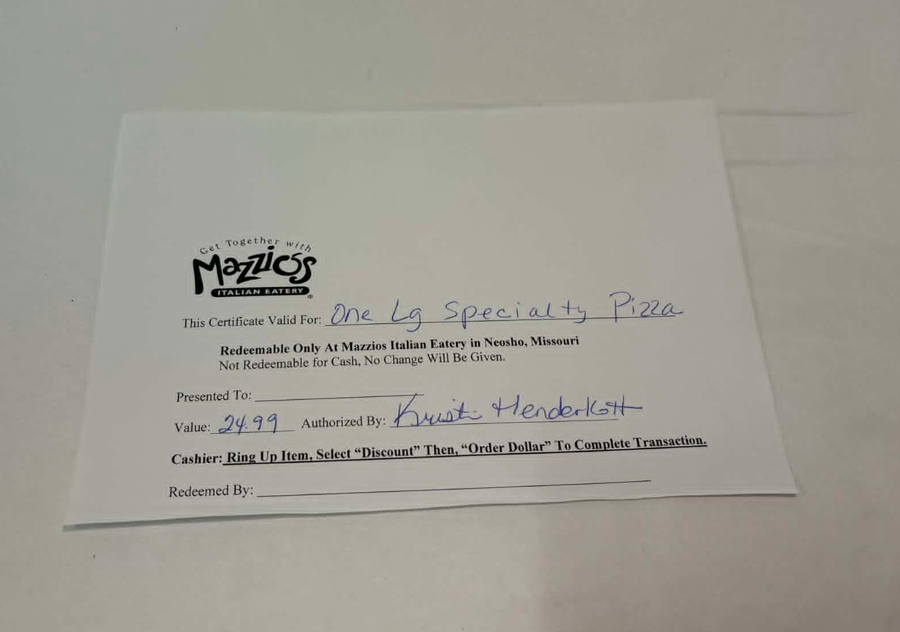 Get Together with
Mazzio's
ITALIAN EATERY®
This Certificate Valid For: One Lg Specialty Pizza
Redeemable Only At Mazzios Italian Eatery in Neosho, Missouri
Not Redeemable for Cash, No Change Will Be Given.
Presented To:
Value: 24.99 Authorized By: Kristi Henderkott
Cashier: Ring Up Item, Select “Discount” Then, “Order Dollar” To Complete Transaction.
Redeemed By: